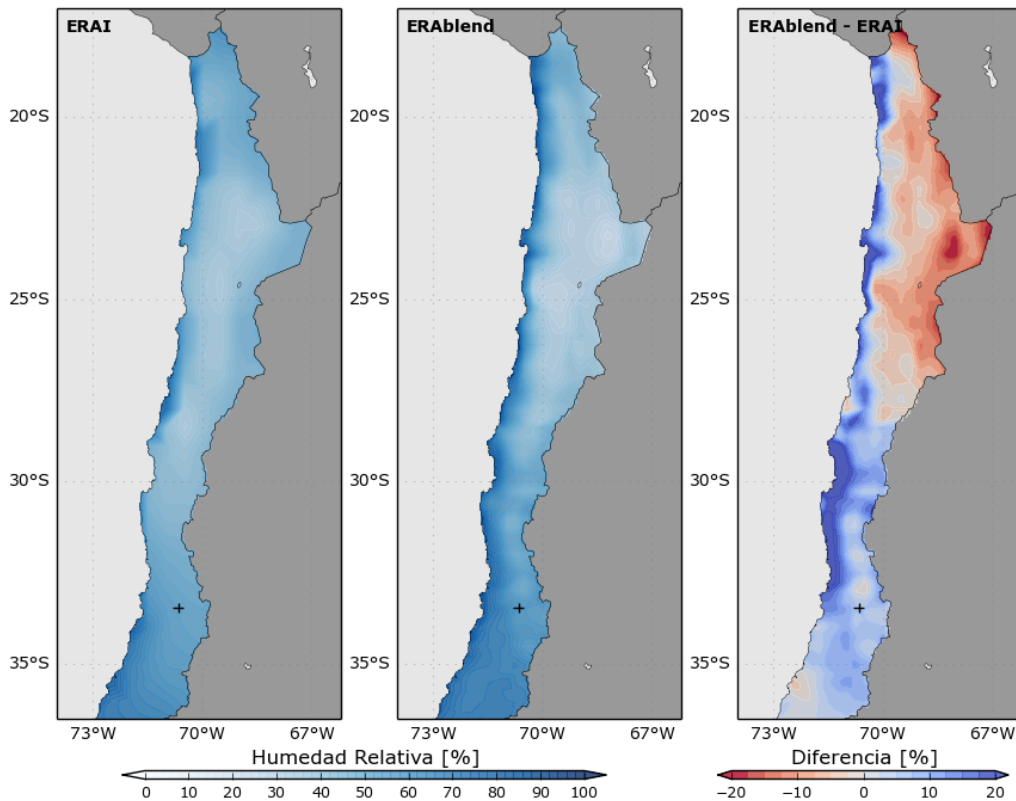 ERAI
ERAblend
ERAblend - ERAI
20°S
20°S
20°S
25°S
25°S
25°S
30°S
30°S
30°S
35°S
35°S
35°S
73°W 70°W 67°W
73°W 70°W 67°W
73°W 70°W 67°W
Humedad Relativa [%]
0 10 20 30 40 50 60 70 80 90 100
Diferencia [%]
−20 −10 0 10 20